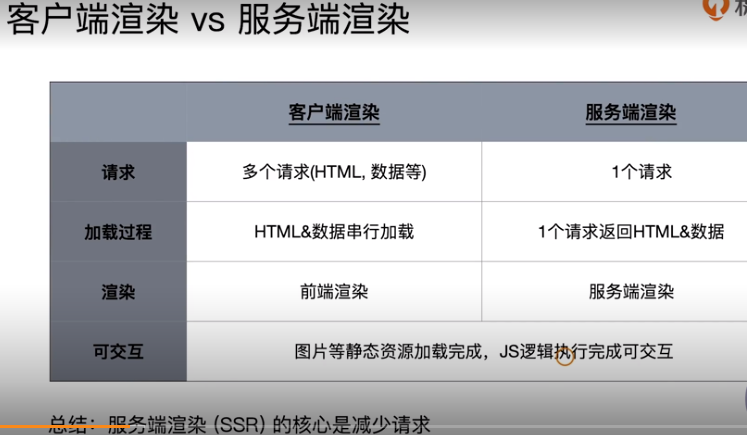 客户端渲染 vs 服务端渲染
客户端渲染 服务端渲染
请求 多个请求(HTML, 数据等) 1个请求
加载过程 HTML&数据串行加载 1个请求返回HTML&数据
渲染 前端渲染 服务端渲染
可交互 图片等静态资源加载完成，JS逻辑执行完成可交互
总结：服务端渲染 (SSR) 的核心是减少请求